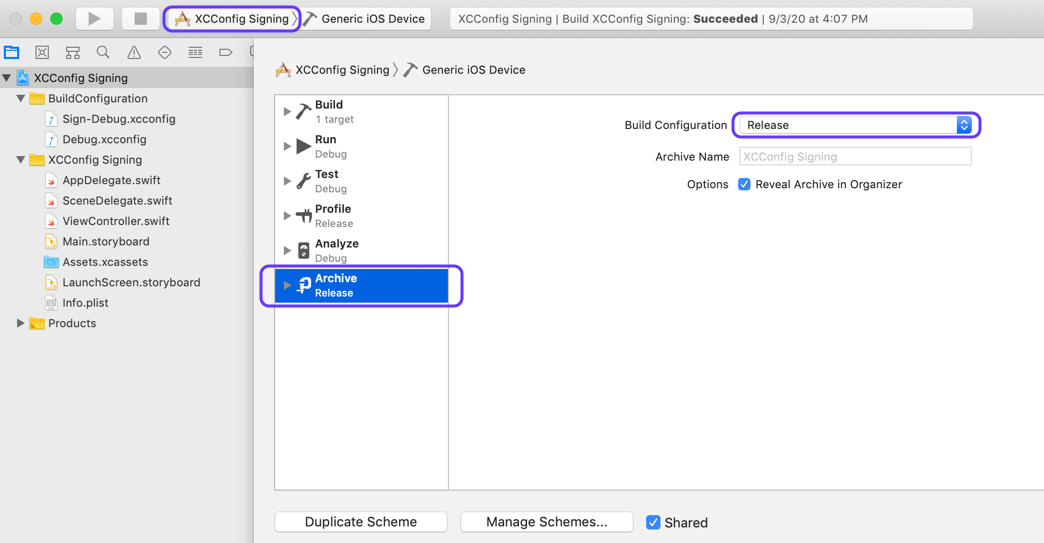 XCConfig Signing Generic iOS Device
XCConfig Signing | Build XCConfig Signing: Succeeded | 9/3/20 at 4:07 PM
XCConfig Signing
BuildConfiguration
Sign-Debug.xcconfig
Debug.xcconfig
XCConfig Signing
AppDelegate.swift
SceneDelegate.swift
ViewController.swift
Main.storyboard
Assets.xcassets
LaunchScreen.storyboard
Info.plist
Products
XCConfig Signing Generic iOS Device
Build
1 target
Run
Debug
Test
Debug
Profile
Release
Analyze
Debug
Archive
Release
Build Configuration Release
Archive Name XCConfig Signing
Options Reveal Archive in Organizer
Duplicate Scheme
Manage Schemes...
Shared